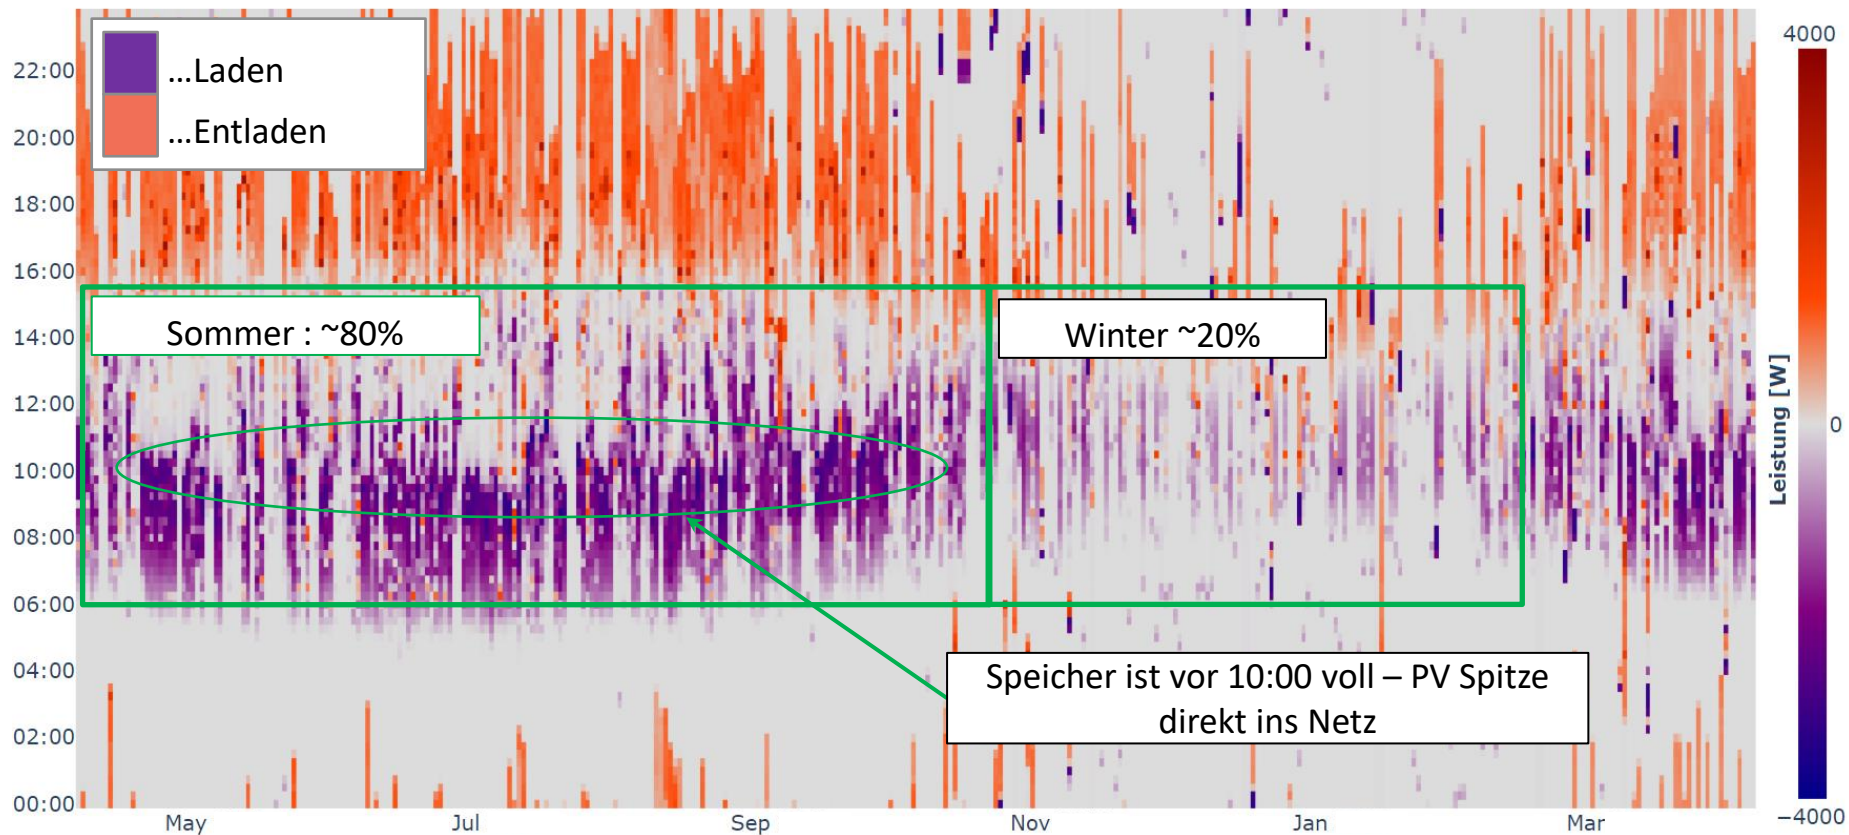 ...Laden
...Entladen
22:00
20:00
18:00
16:00
14:00
12:00
10:00
08:00
06:00
04:00
02:00
00:00
Sommer : ~80%
Winter ~20%
Speicher ist vor 10:00 voll – PV Spitze
direkt ins Netz
May
Jul
Sep
Nov
Jan
Mar
4000
0
−4000
Leistung [W]